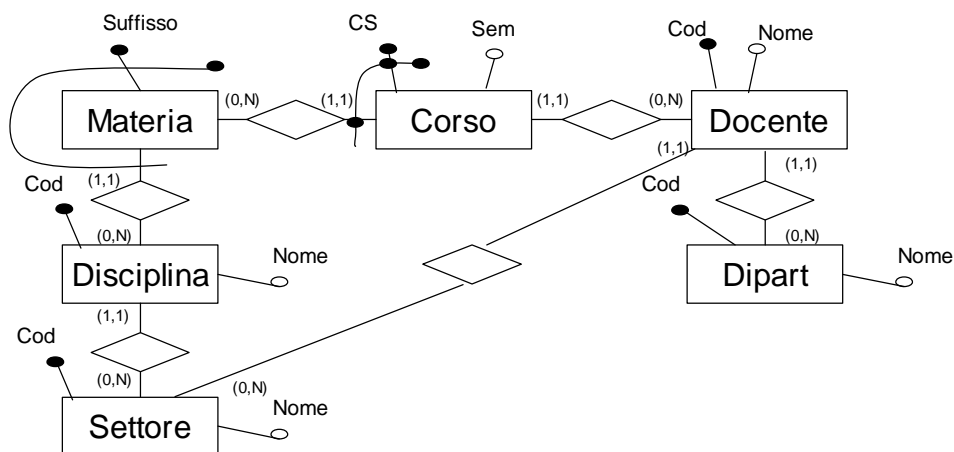 Suffisso
CS
Sem
Cod
Nome
(0,N)
(1,1)
(1,1)
(0,N)
Materia
Corso
Docente
(1,1)
(1,1)
(1,1)
Cod
Cod
(0,N)
(0,N)
Nome
Nome
Disciplina
Dipart
(1,1)
Cod
(0,N)
(0,N)
Nome
Settore